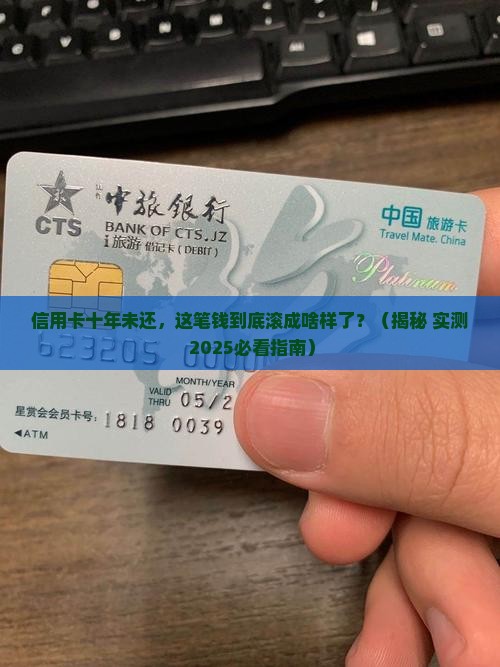 CTS
中旅银行
BANK OF CTS.JZ
i旅游 借记卡 (DEBIT)
中国 旅游卡
Travel Mate. China
Platinum
信用卡十年未还，这笔钱到底滚成啥样了？（揭秘 实测
2025必看指南）
623205
MONTH/YEAR
VALID
THRU
05/2
星赏会会员卡号：
1818 0039
◀ATM